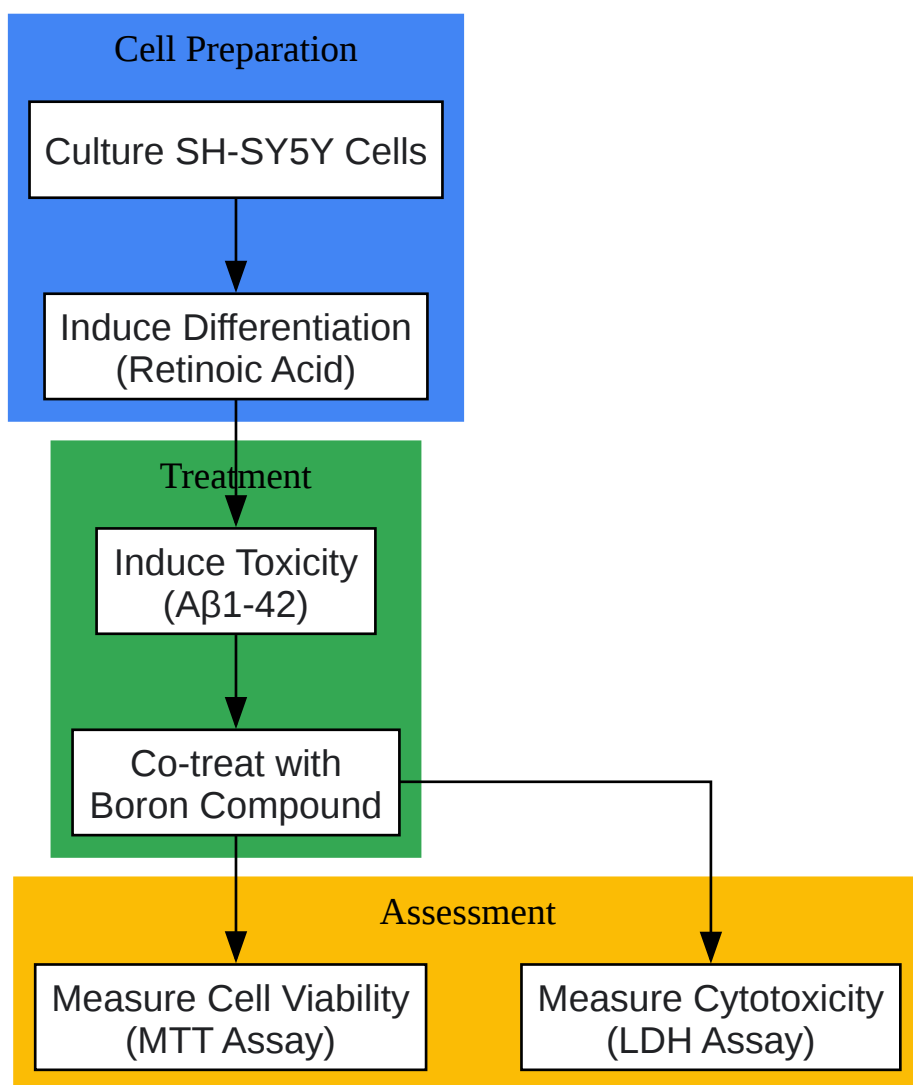 Cell Preparation
Culture SH-SY5Y Cells
Induce Differentiation
(Retinoic Acid)
Treatment
Induce Toxicity
(Aβ1-42)
Co-treat with
Boron Compound
Assessment
Measure Cell Viability
(MTT Assay)
Measure Cytotoxicity
(LDH Assay)